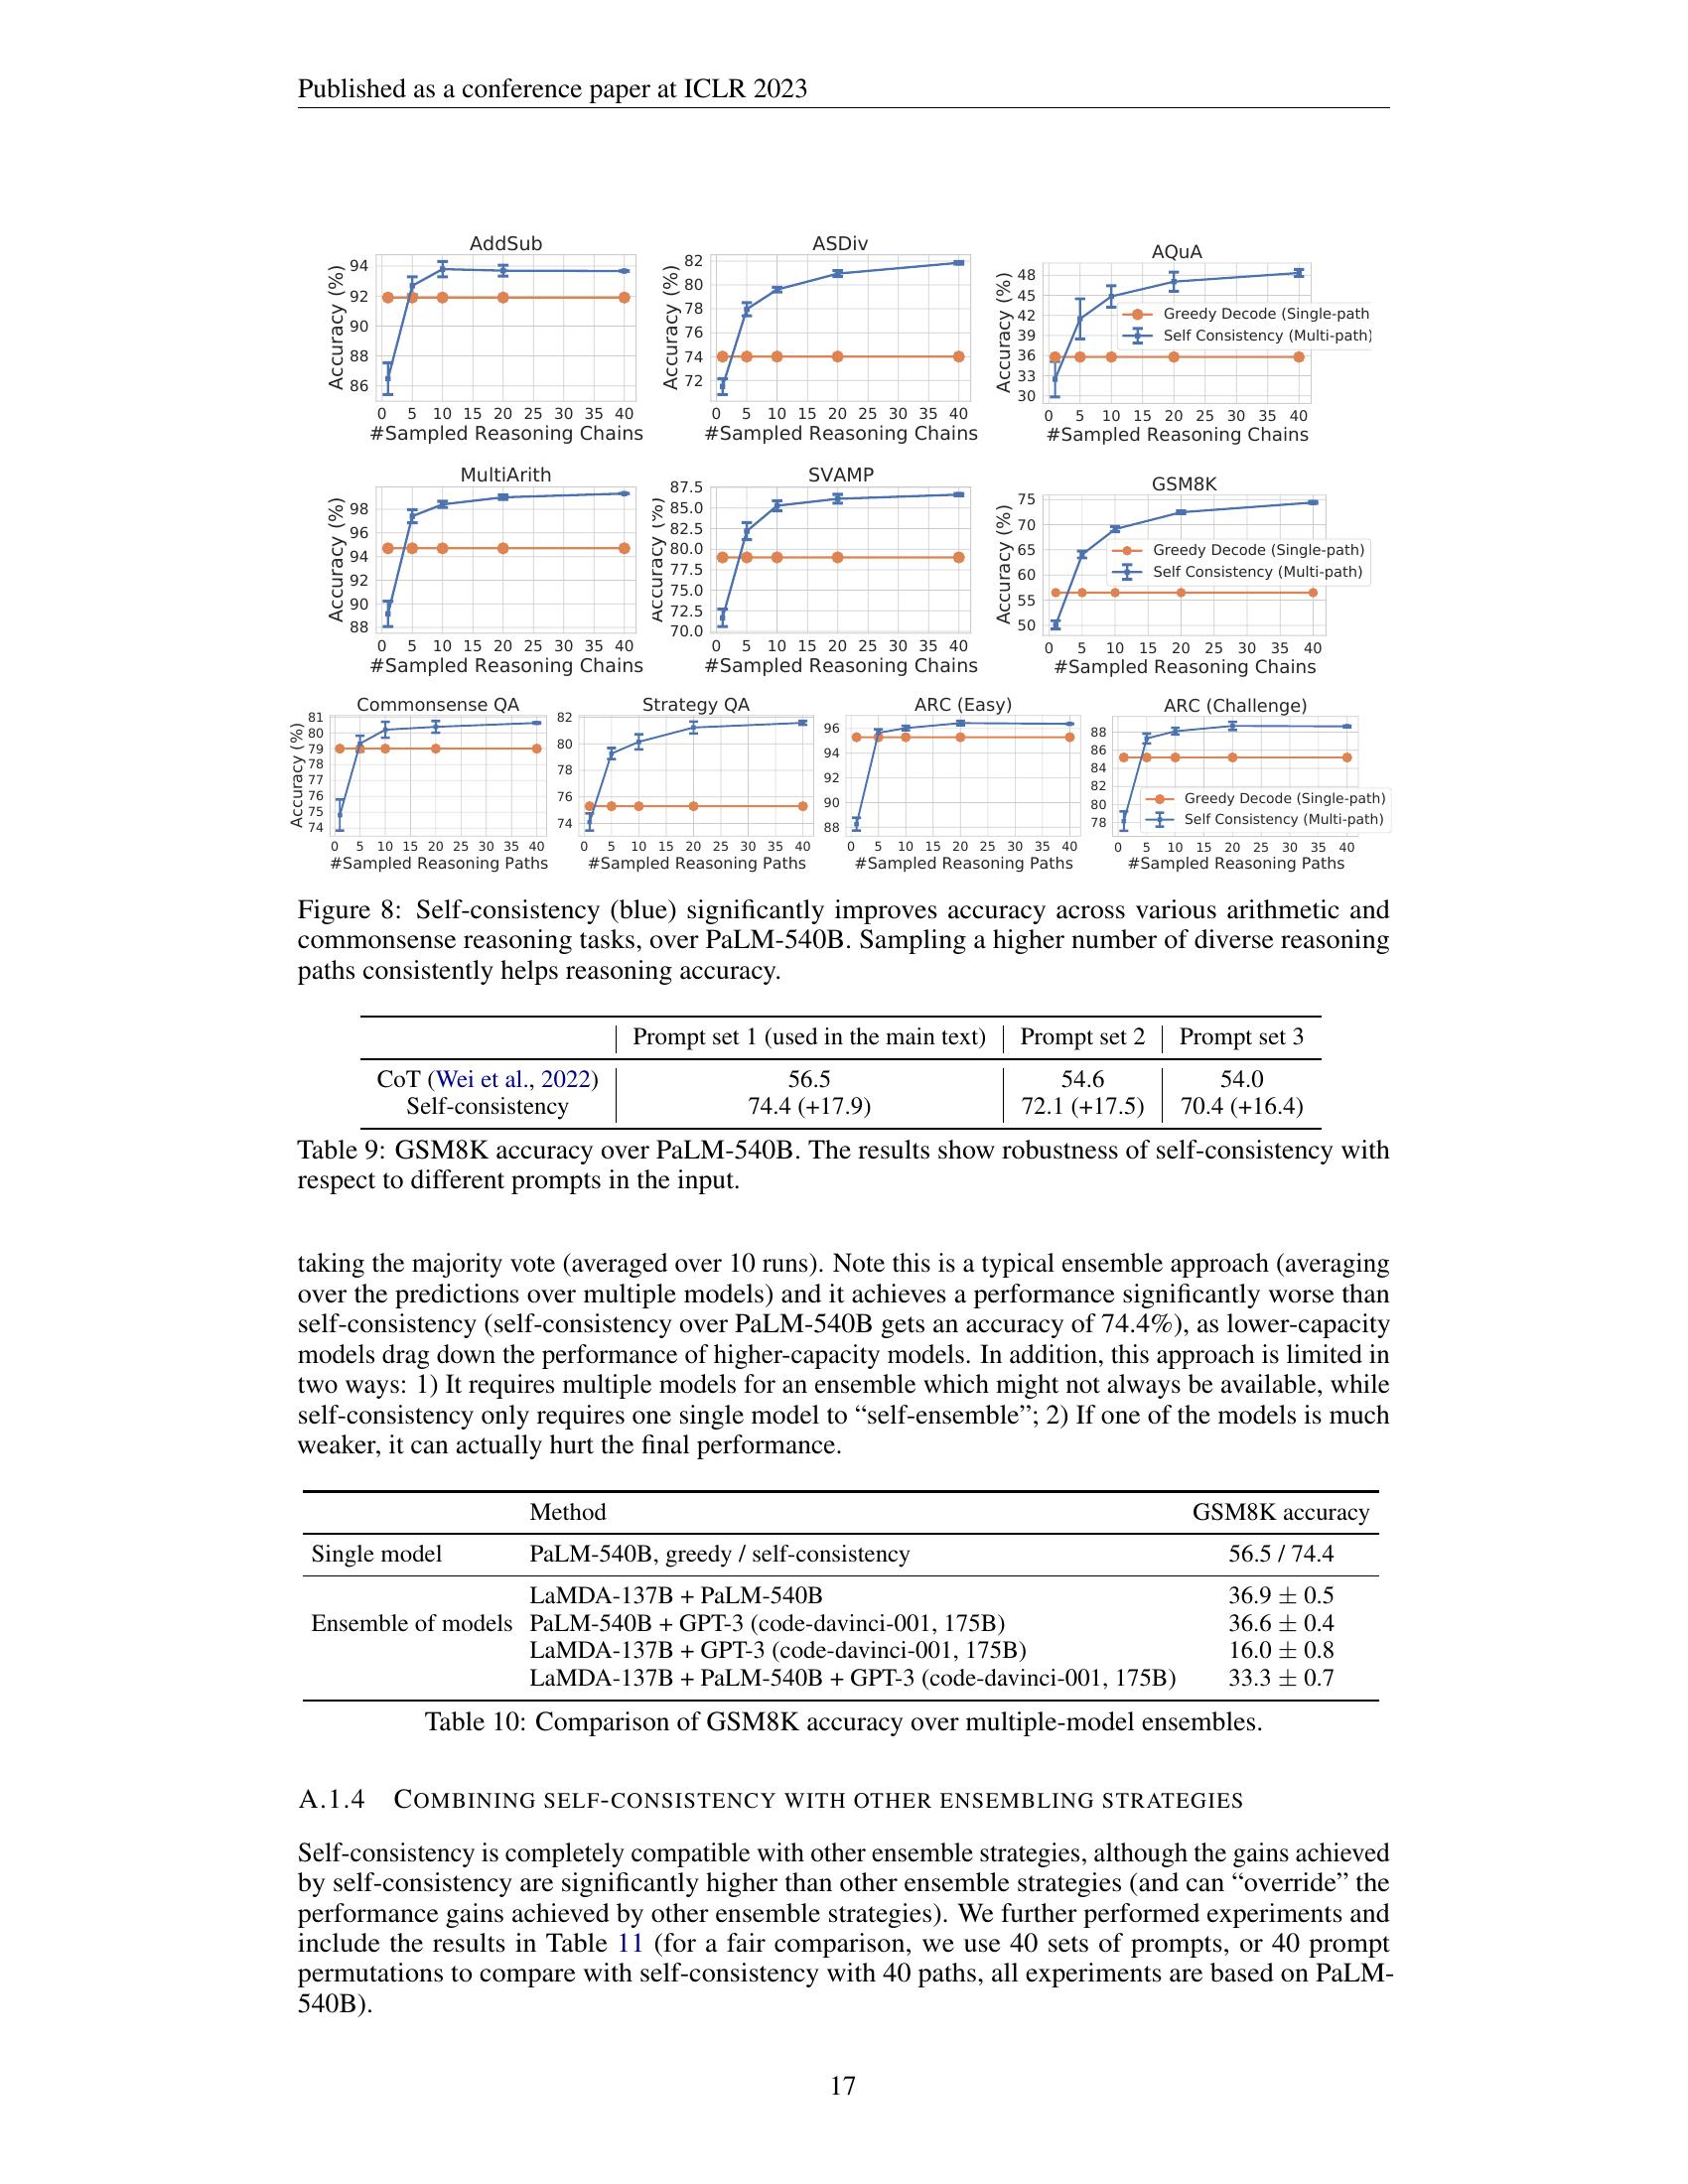 Published as a conference paper at ICLR 2023
AddSub
Accuracy (%)
94
92
90
88
86
0 5 10 15 20 25 30 35 40
#Sampled Reasoning Chains
ASDiv
Accuracy (%)
82
80
78
76
74
72
0 5 10 15 20 25 30 35 40
#Sampled Reasoning Chains
AQuA
Accuracy (%)
48
45
42
39
36
33
30
Greedy Decode (Single-path
Self Consistency (Multi-path)
0 5 10 15 20 25 30 35 40
#Sampled Reasoning Chains
MultiArith
Accuracy (%)
98
96
94
92
90
88
0 5 10 15 20 25 30 35 40
#Sampled Reasoning Chains
SVAMP
Accuracy (%)
87.5
85.0
82.5
80.0
77.5
75.0
72.5
70.0
0 5 10 15 20 25 30 35 40
#Sampled Reasoning Chains
GSM8K
Accuracy (%)
75
70
65
60
55
50
Greedy Decode (Single-path)
Self Consistency (Multi-path)
0 5 10 15 20 25 30 35 40
#Sampled Reasoning Chains
Commonsense QA
Accuracy (%)
81
80
79
78
77
76
75
74
0 5 10 15 20 25 30 35 40
#Sampled Reasoning Paths
Strategy QA
82
80
78
76
74
0 5 10 15 20 25 30 35 40
#Sampled Reasoning Paths
ARC (Easy)
96
94
92
90
88
0 5 10 15 20 25 30 35 40
#Sampled Reasoning Paths
ARC (Challenge)
88
86
84
82
80
78
Greedy Decode (Single-path)
Self Consistency (Multi-path)
0 5 10 15 20 25 30 35 40
#Sampled Reasoning Paths
Figure 8: Self-consistency (blue) significantly improves accuracy across various arithmetic and
commonsense reasoning tasks, over PaLM-540B. Sampling a higher number of diverse reasoning
paths consistently helps reasoning accuracy.
Prompt set 1 (used in the main text) Prompt set 2 Prompt set 3
CoT (Wei et al., 2022) 56.5 54.6 54.0
Self-consistency 74.4 (+17.9) 72.1 (+17.5) 70.4 (+16.4)
Table 9: GSM8K accuracy over PaLM-540B. The results show robustness of self-consistency with
respect to different prompts in the input.
taking the majority vote (averaged over 10 runs). Note this is a typical ensemble approach (averaging
over the predictions over multiple models) and it achieves a performance significantly worse than
self-consistency (self-consistency over PaLM-540B gets an accuracy of 74.4%), as lower-capacity
models drag down the performance of higher-capacity models. In addition, this approach is limited in
two ways: 1) It requires multiple models for an ensemble which might not always be available, while
self-consistency only requires one single model to “self-ensemble”; 2) If one of the models is much
weaker, it can actually hurt the final performance.
Method GSM8K accuracy
Single model PaLM-540B, greedy / self-consistency 56.5 / 74.4
LaMDA-137B + PaLM-540B 36.9 ± 0.5
Ensemble of models PaLM-540B + GPT-3 (code-davinci-001, 175B) 36.6 ± 0.4
LaMDA-137B + GPT-3 (code-davinci-001, 175B) 16.0 ± 0.8
LaMDA-137B + PaLM-540B + GPT-3 (code-davinci-001, 175B) 33.3 ± 0.7
Table 10: Comparison of GSM8K accuracy over multiple-model ensembles.
A.1.4 COMBINING SELF-CONSISTENCY WITH OTHER ENSEMBLING STRATEGIES
Self-consistency is completely compatible with other ensemble strategies, although the gains achieved
by self-consistency are significantly higher than other ensemble strategies (and can “override” the
performance gains achieved by other ensemble strategies). We further performed experiments and
include the results in Table 11 (for a fair comparison, we use 40 sets of prompts, or 40 prompt
permutations to compare with self-consistency with 40 paths, all experiments are based on PaLM-
540B).
17